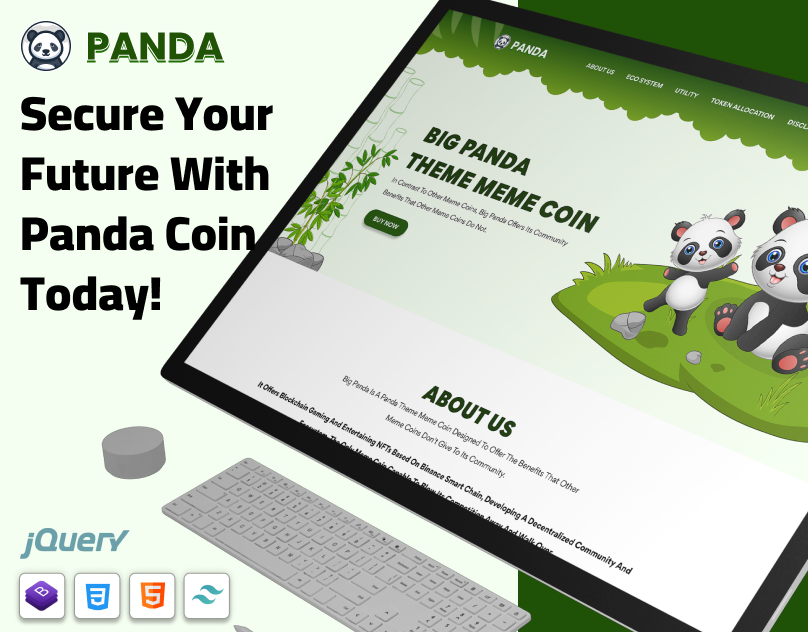 PANDA
Secure Your
Future With
Panda Coin
Today!
PANDA
ABOUT US
ECO SYSTEM
UTILITY
TOKEN ALLOCATION
BIG PANDA
THEME MEME COIN
In Contrast To Other Meme Coins, Big Panda Offers Its Community
Benefits That Other Meme Coins Do Not.
BUY NOW
ABOUT US
Big Panda Is A Panda Theme Meme Coin Designed To Offer The Benefits That Other
Meme Coins Don't Give To Its Community.
It Offers Blockchain Gaming And Entertaining NFTs Based On Binance Smart Chain, Developing A Decentralized Community And
jQuery
B
3
5